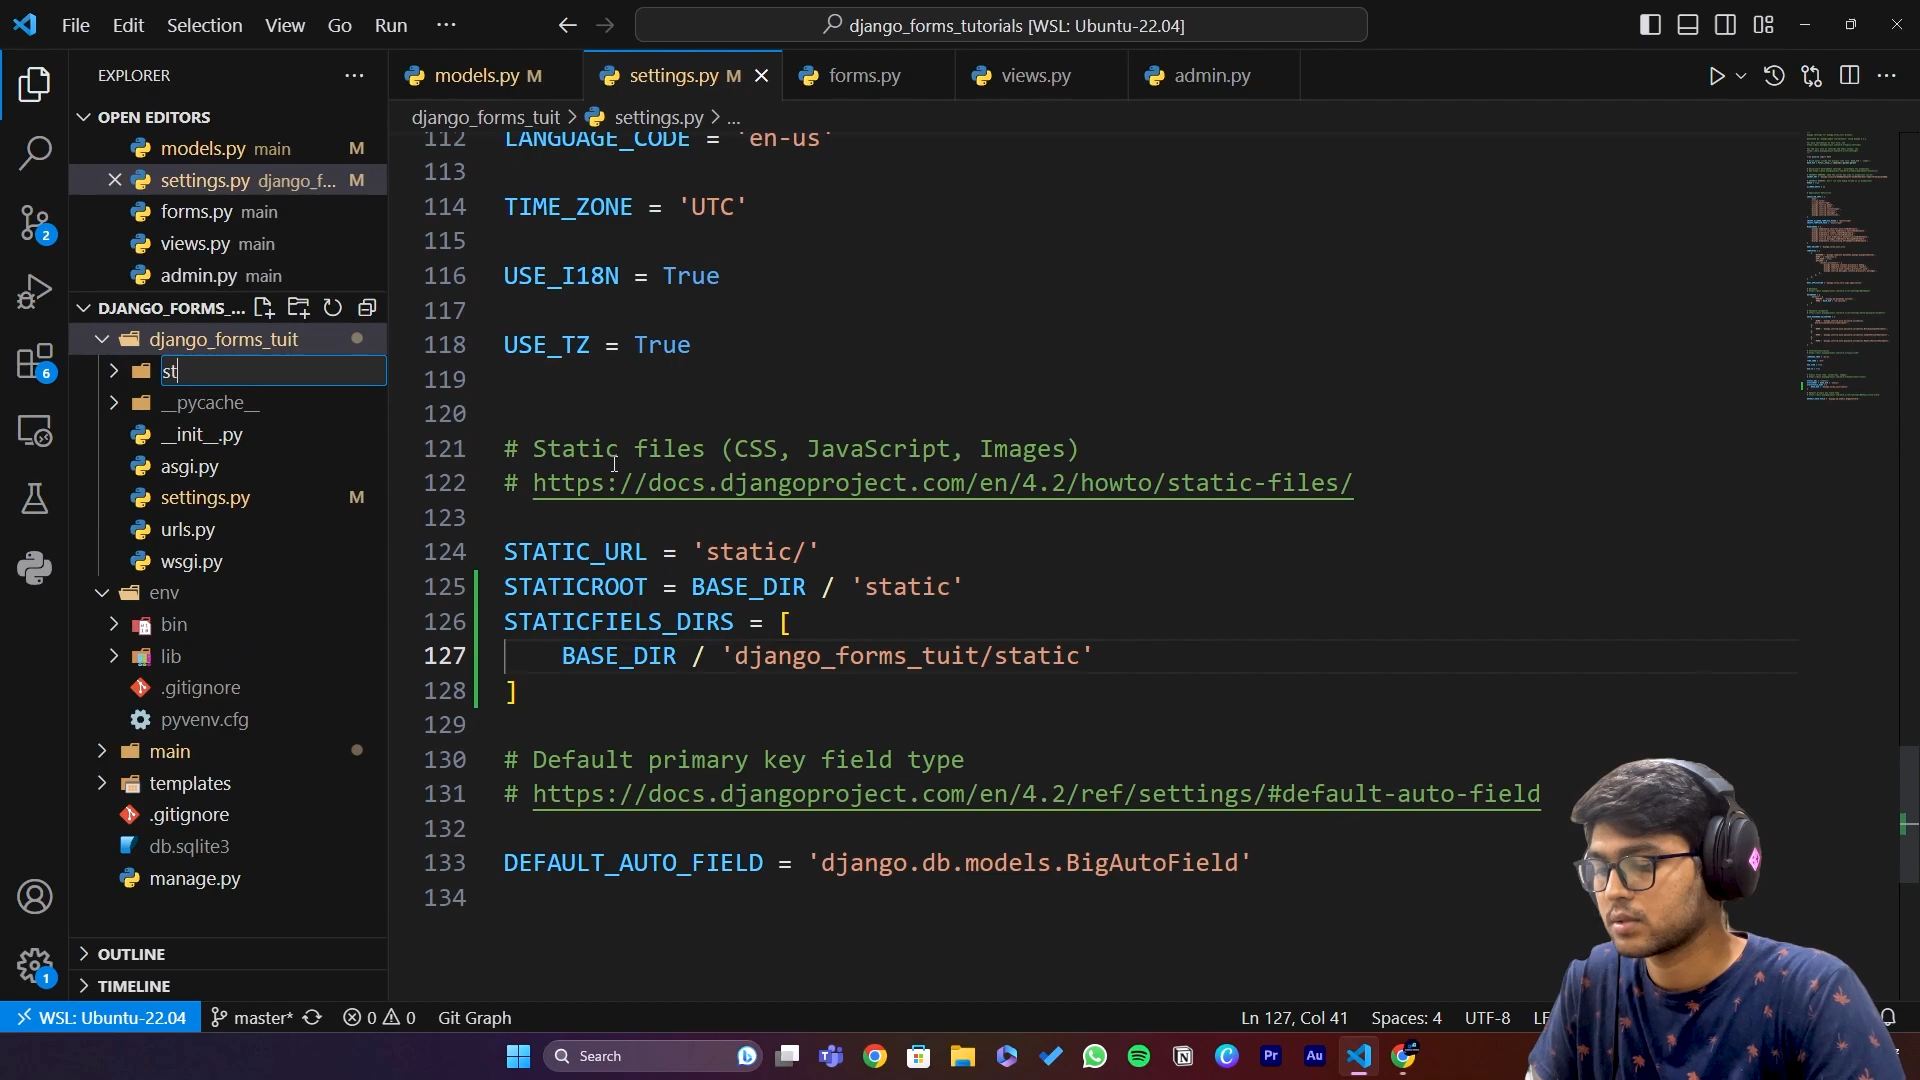 File Edit Selection View Go Run ...
django_forms_tutorials [WSL: Ubuntu-22.04]
EXPLORER
models.py M
settings.py M
forms.py
views.py
admin.py
django_forms_tuit > settings.py > ...
OPEN EDITORS
models.py main M
settings.py django_f... M
forms.py main
views.py main
admin.py main
DJANGO_FORMS_...
django_forms_tuit
st
__pycache__
__init__.py
asgi.py
settings.py M
urls.py
wsgi.py
env
bin
lib
.gitignore
pyvenv.cfg
main
templates
.gitignore
db.sqlite3
manage.py
OUTLINE
TIMELINE
2
6
1
112 LANGUAGE_CODE = 'en-us'
113
114 TIME_ZONE = 'UTC'
115
116 USE_I18N = True
117
118 USE_TZ = True
119
120
121 # Static files (CSS, JavaScript, Images)
122 # https://docs.djangoproject.com/en/4.2/howto/static-files/
123
124 STATIC_URL = 'static/'
125 STATICROOT = BASE_DIR / 'static'
126 STATICFIELS_DIRS = [
127 BASE_DIR / 'django_forms_tuit/static'
128 ]
129
130 # Default primary key field type
131 # https://docs.djangoproject.com/en/4.2/ref/settings/#default-auto-field
132
133 DEFAULT_AUTO_FIELD = 'django.db.models.BigAutoField'
134
WSL: Ubuntu-22.04 master* 0 0 Git Graph
Ln 127, Col 41 Spaces: 4 UTF-8
Search
Pr
Au